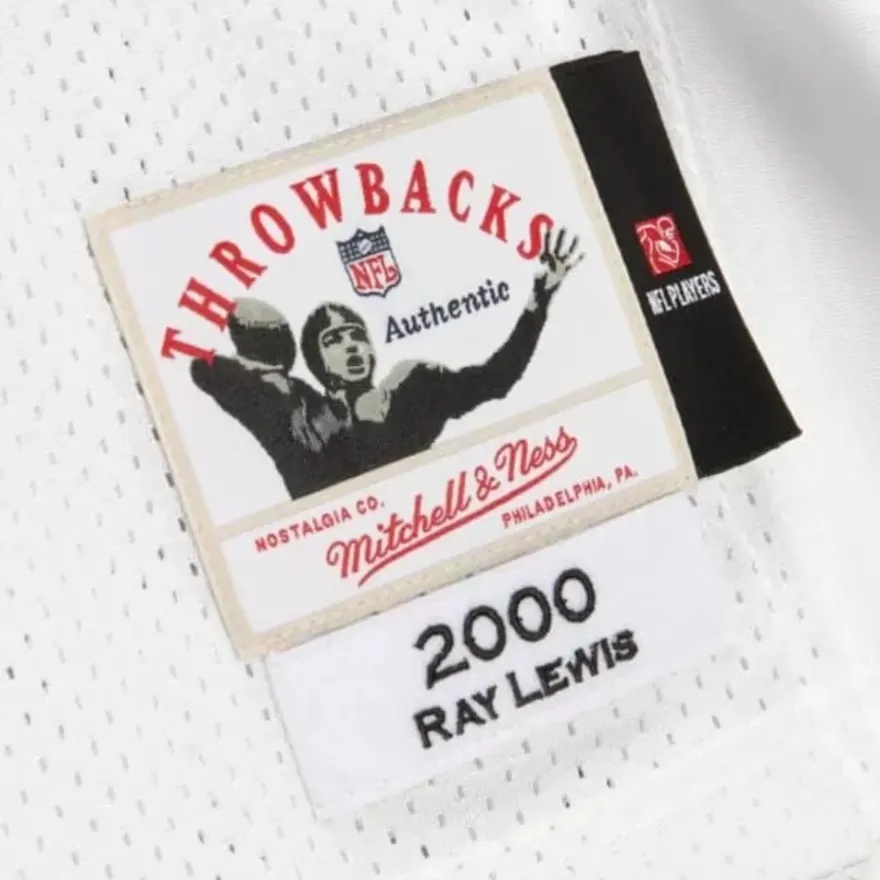 THROWBACKS
NFL
Authentic
NFL PLAYERS
NOSTALGIA CO.
Mitchell & Ness
PHILADELPHIA, PA.
2000
RAY LEWIS